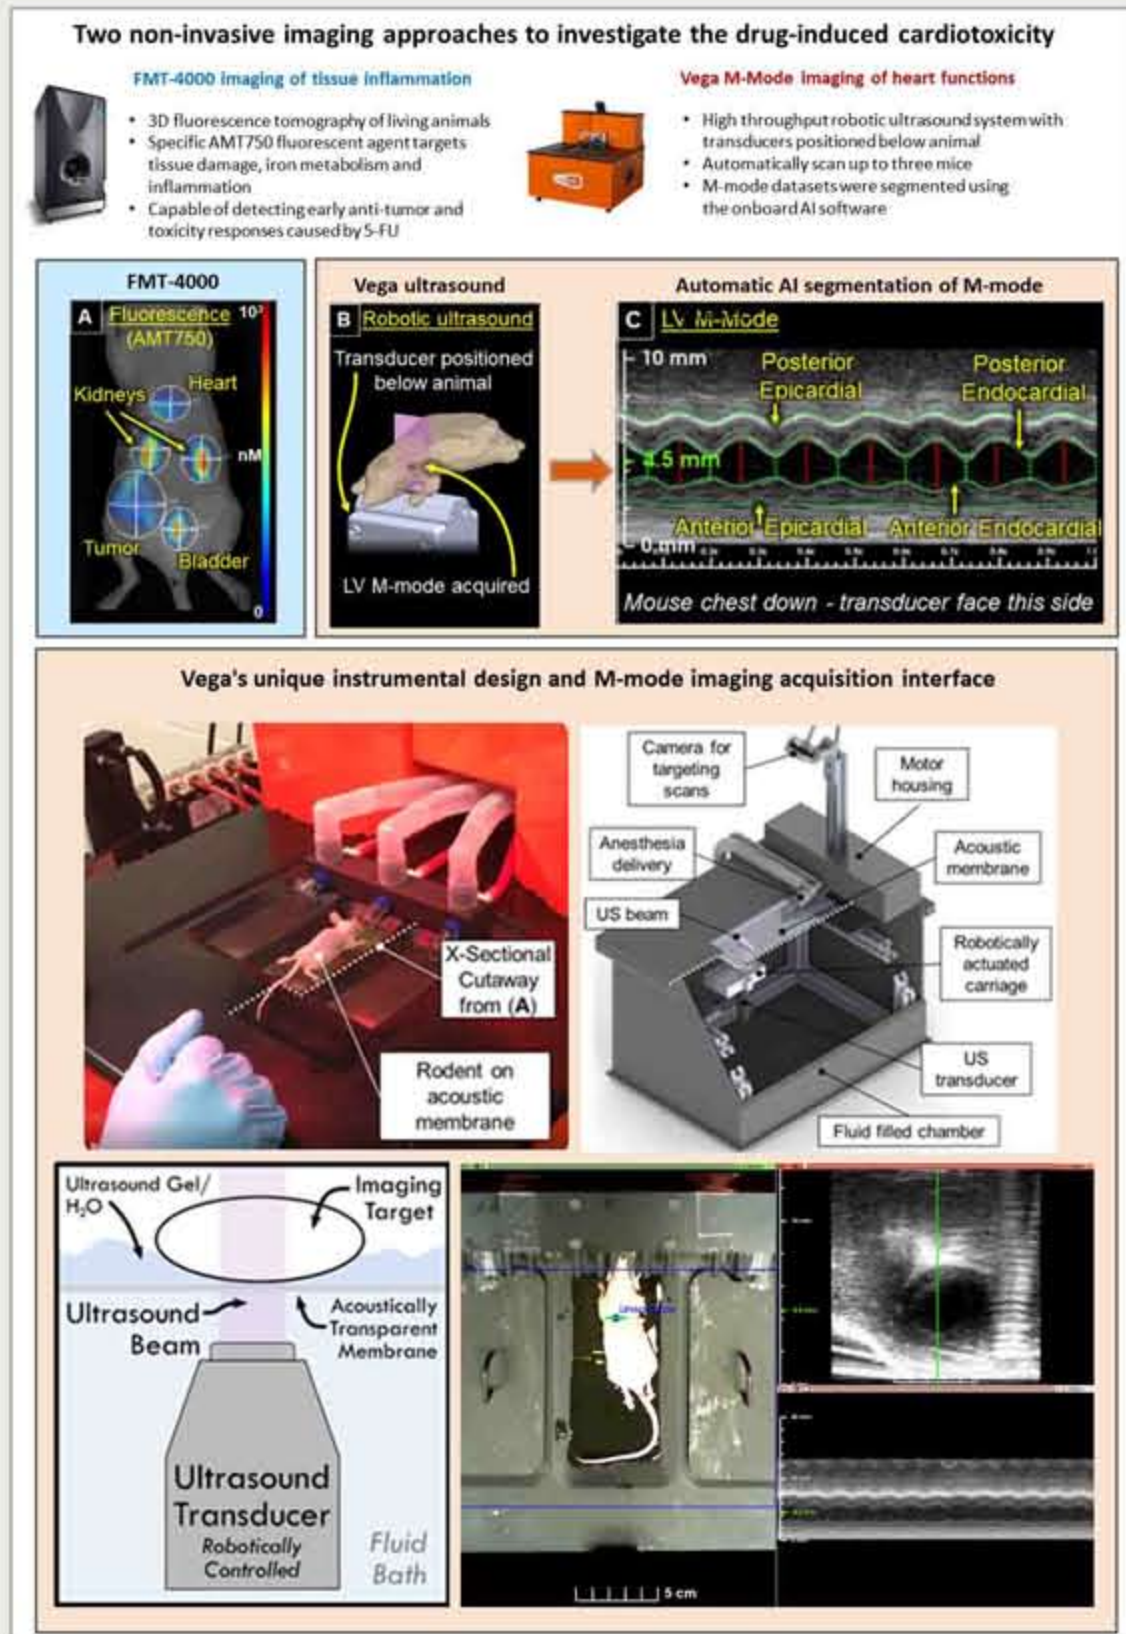 Two non-invasive imaging approaches to investigate the drug-induced cardiotoxicity
FMT-4000 imaging of tissue inflammation
• 3D fluorescence tomography of living animals
• Specific AMT750 fluorescent agent targets
tissue damage, iron metabolism and
inflammation
• Capable of detecting early anti-tumor and
toxicity responses caused by 5-FU
Vega M-Mode imaging of heart functions
• High throughput robotic ultrasound system with
transducers positioned below animal
• Automatically scan up to three mice
• M-mode datasets were segmented using
the onboard AI software
FMT-4000
A Fluorescence
(AMT750)
10³
Heart
Kidneys
nM
Tumor
Bladder
0
Vega ultrasound
B Robotic ultrasound
Transducer positioned
below animal
LV M-mode acquired
Automatic AI segmentation of M-mode
C LV M-Mode
10 mm
Posterior
Epicardial
Posterior
Endocardial
4.5 mm
Anterior Epicardial
Anterior Endocardial
0 mm
Mouse chest down - transducer face this side
Vega's unique instrumental design and M-mode imaging acquisition interface
X-Sectional
Cutaway
from (A)
Rodent on
acoustic
membrane
Camera for
targeting
scans
Motor
housing
Anesthesia
delivery
Acoustic
membrane
US beam
Robotically
actuated
carriage
US
transducer
Fluid filled chamber
Ultrasound Gel/
H₂O
Imaging
Target
Ultrasound
Beam
Acoustically
Transparent
Membrane
Ultrasound
Transducer
Robotically
Controlled
Fluid
Bath
5 cm